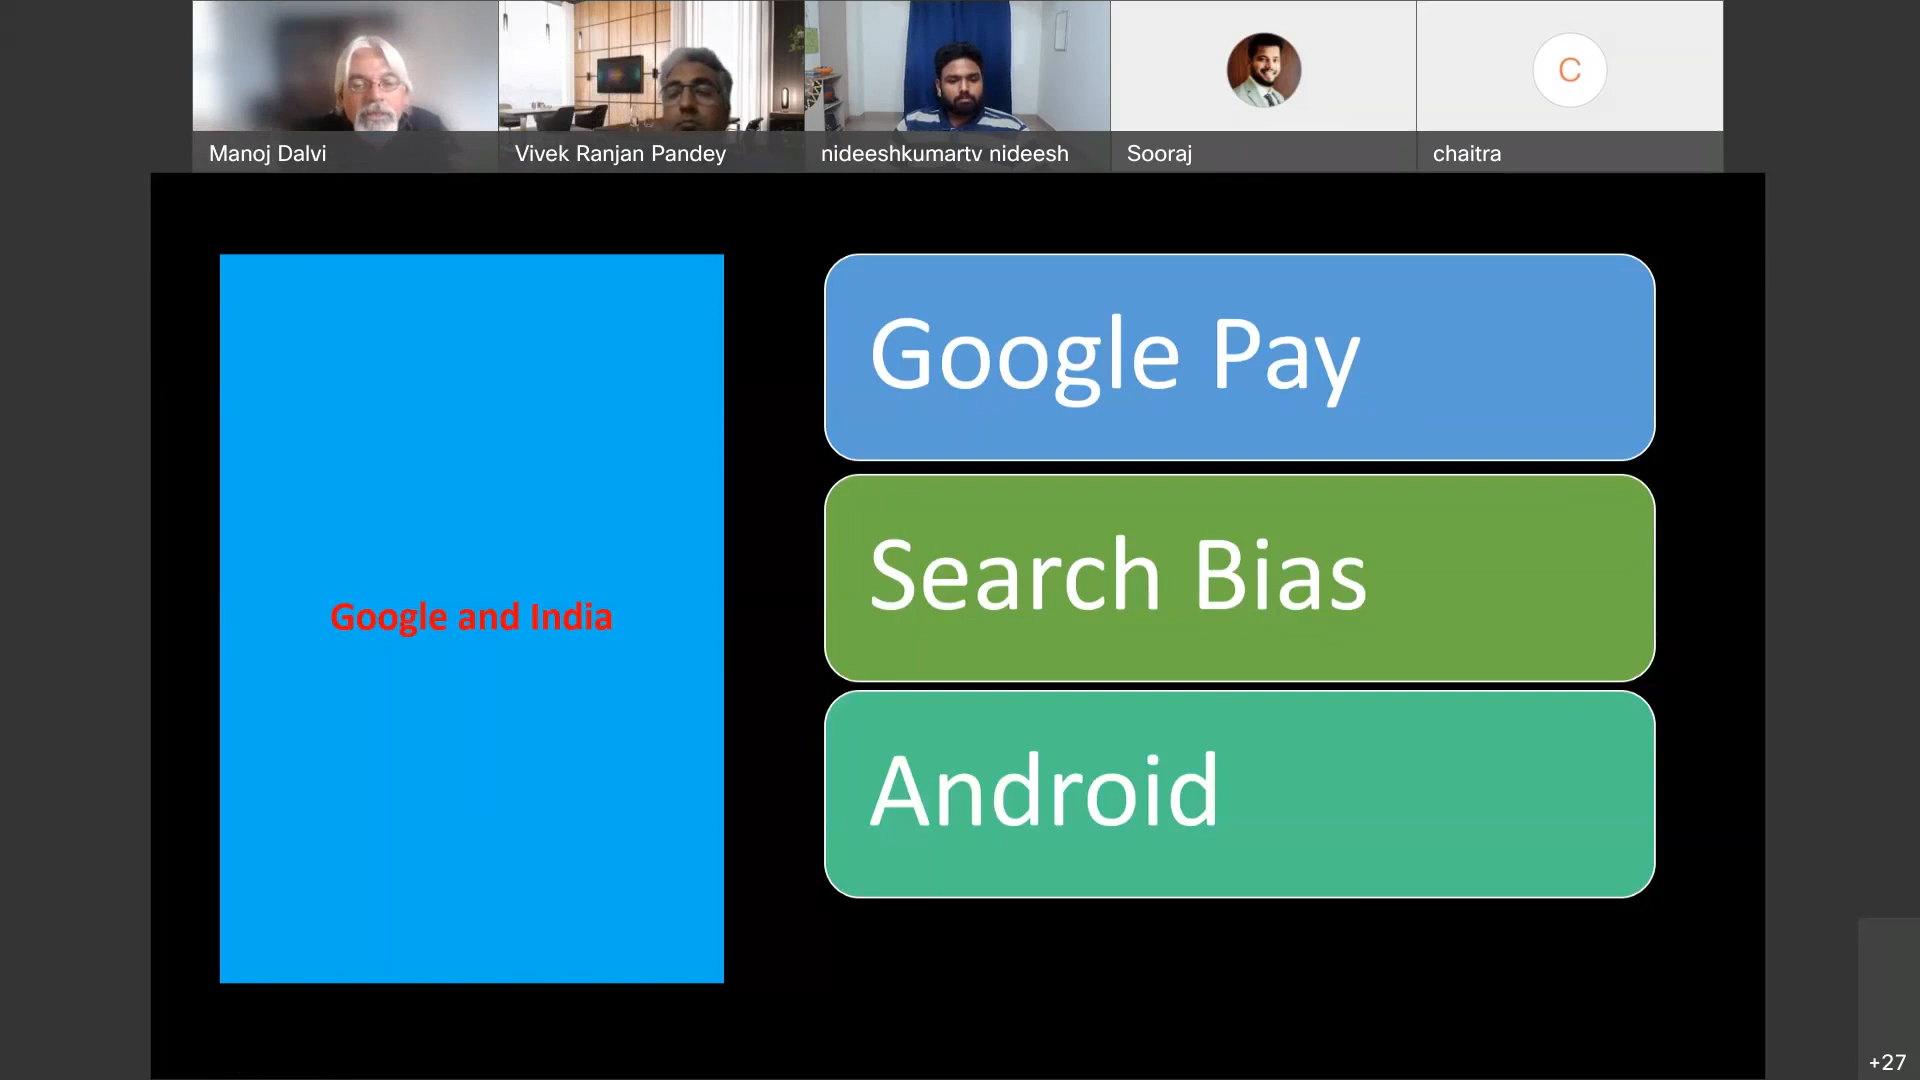 Manoj Dalvi
Vivek Ranjan Pandey
nideeshkumartv nideesh
Sooraj
C
chaitra
Google and India
Google Pay
Search Bias
Android
+27